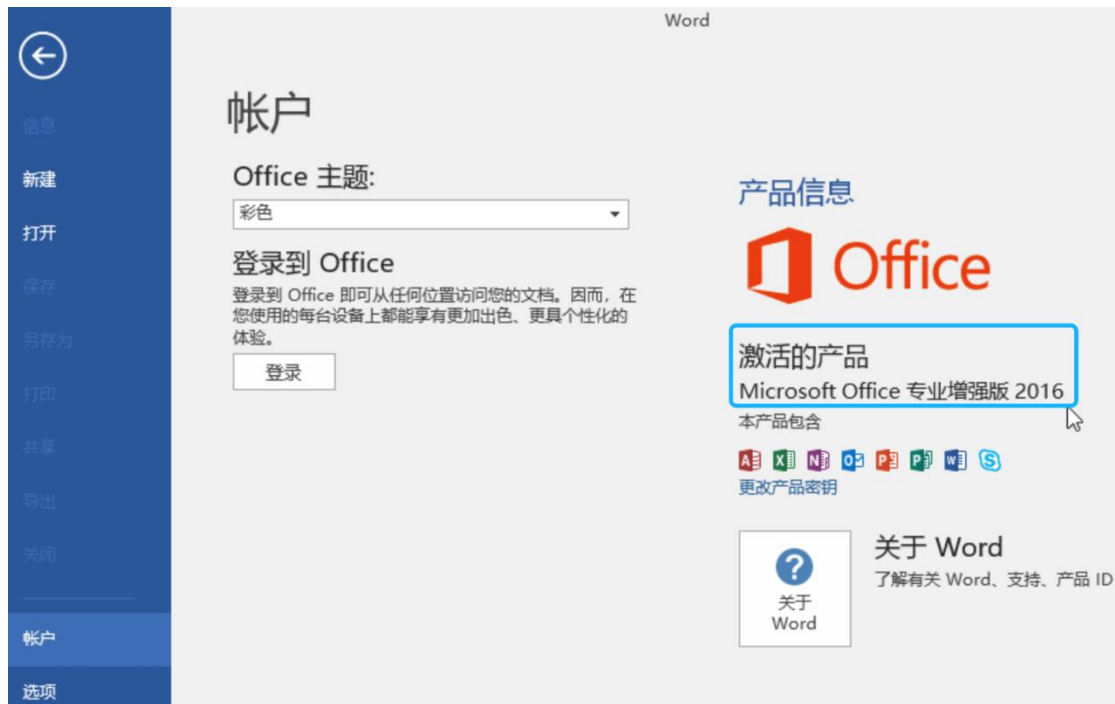 Word
信息
新建
打开
保存
另存为
打印
共享
导出
关闭
帐户
选项
帐户
Office 主题:
彩色
登录到 Office
登录到 Office 即可从任何位置访问您的文档。因而，在
您使用的每台设备上都能享有更加出色、更具个性化的
体验。
登录
产品信息
Office
激活的产品
Microsoft Office 专业增强版 2016
本产品包含
更改产品密钥
关于
Word
关于 Word
了解有关 Word、支持、产品 ID